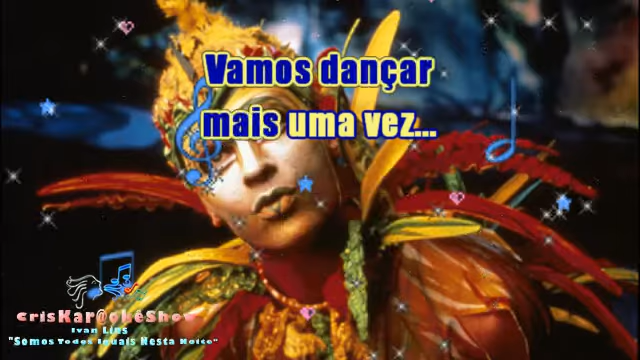 Vamos dançar
mais uma vez...
CrisKar@okêShow
Ivan Lins
"Somos Todos Iguais Nesta Noite"